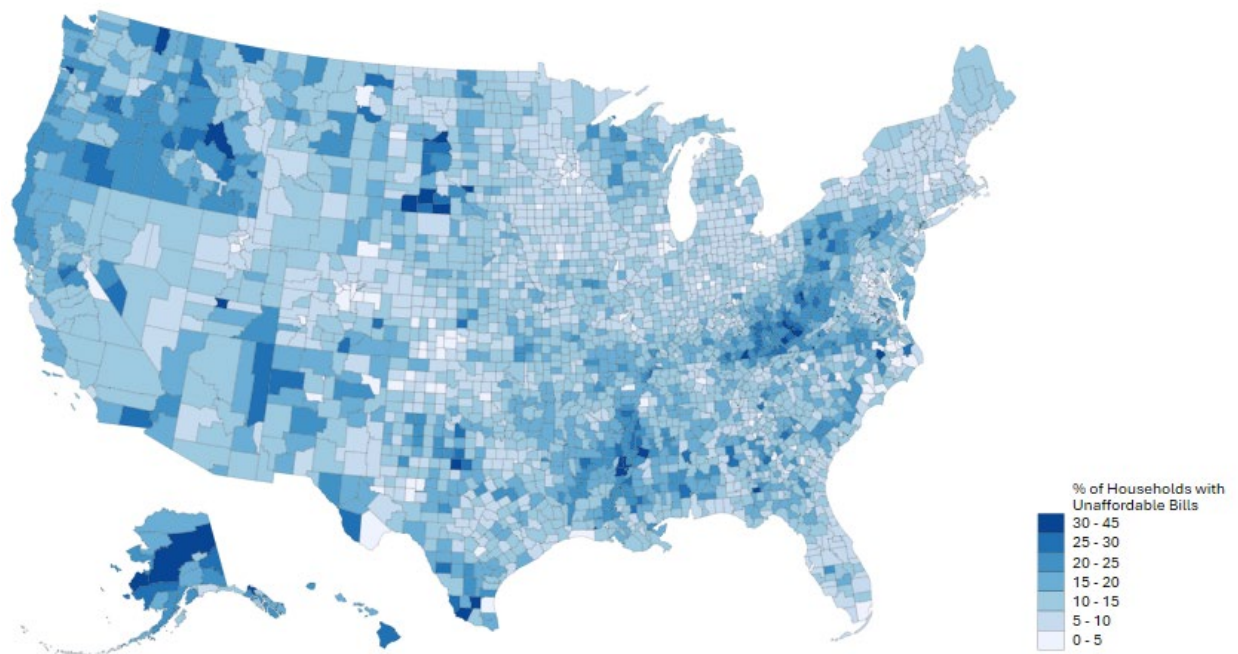 % of Households with
Unaffordable Bills
30 - 45
25 - 30
20 - 25
15 - 20
10 - 15
5 - 10
0 - 5